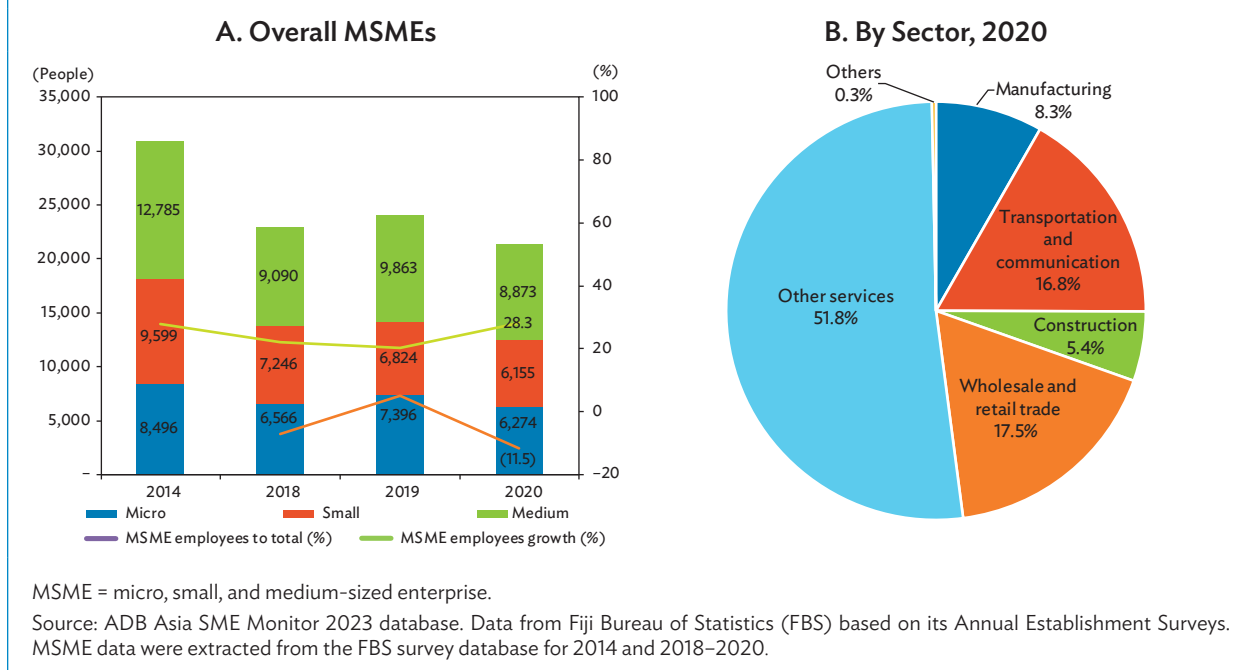 A. Overall MSMEs
(People)
(%)
35,000
30,000
25,000
20,000
15,000
10,000
5,000
–
100
80
60
40
20
0
–20
12,785
9,599
8,496
9,090
7,246
6,566
9,863
6,824
7,396
8,873
28.3
6,155
6,274
(11.5)
2014
2018
2019
2020
Micro
Small
Medium
MSME employees to total (%)
MSME employees growth (%)
B. By Sector, 2020
Others
0.3%
Manufacturing
8.3%
Transportation
and
communication
16.8%
Construction
5.4%
Wholesale and
retail trade
17.5%
Other services
51.8%
MSME = micro, small, and medium-sized enterprise.
Source: ADB Asia SME Monitor 2023 database. Data from Fiji Bureau of Statistics (FBS) based on its Annual Establishment Surveys.
MSME data were extracted from the FBS survey database for 2014 and 2018–2020.